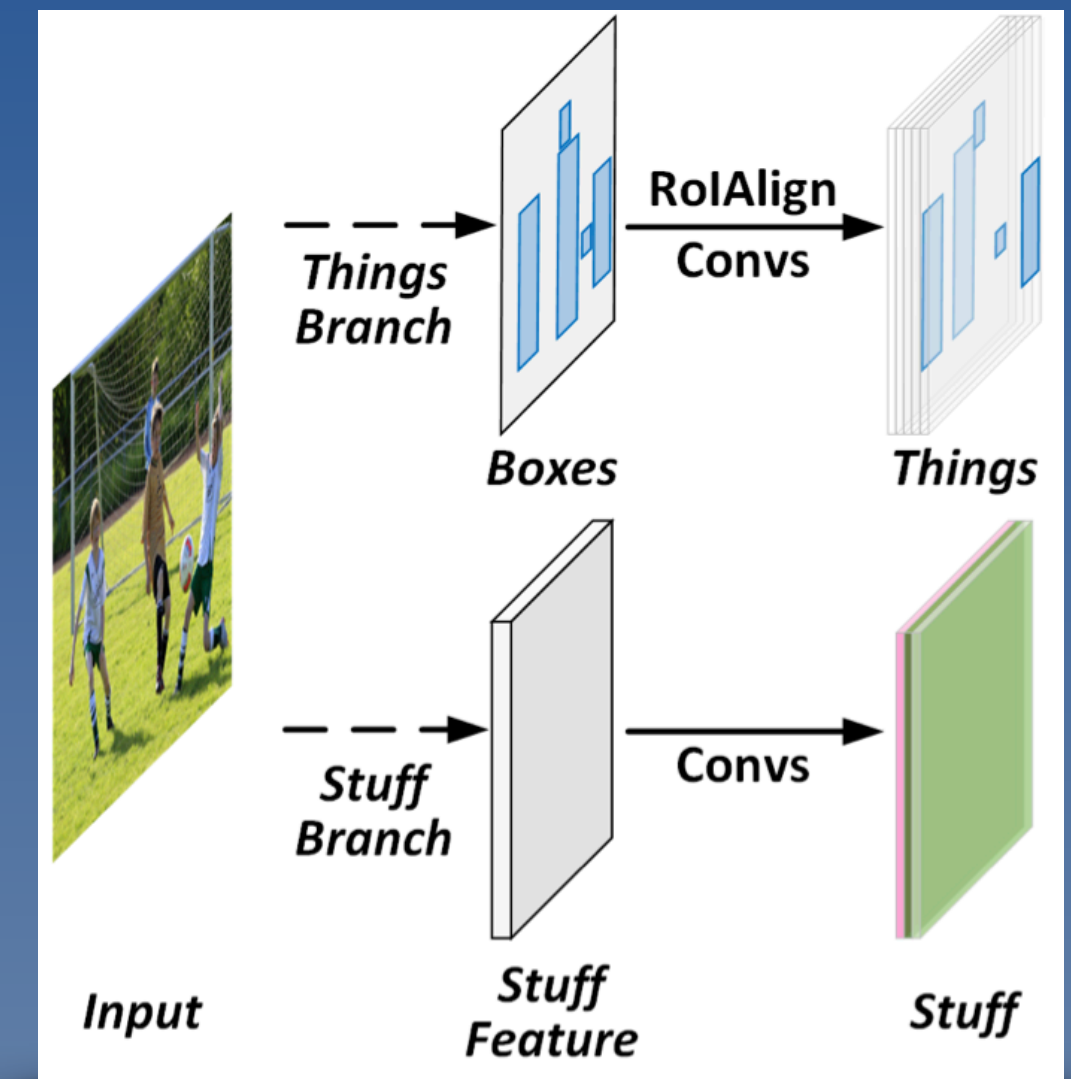 RoIAlign
Convs
Things
Branch
Boxes
Things
Convs
Stuff
Branch
Input
Stuff
Feature
Stuff